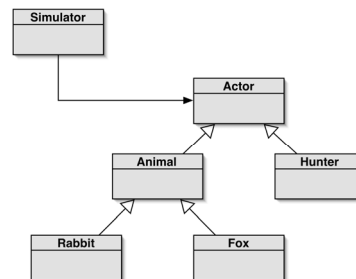 Simulator
Actor
Animal
Hunter
Rabbit
Fox